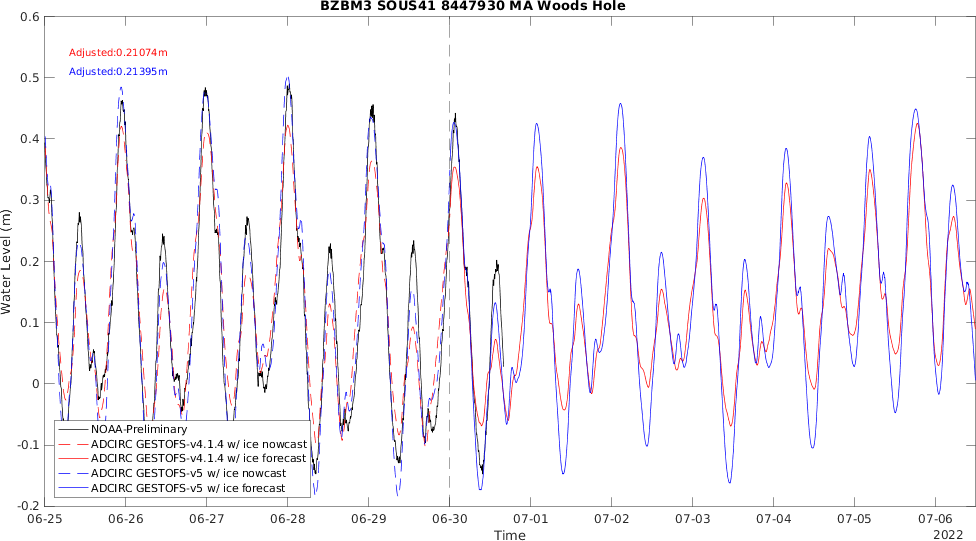 BZBM3 SOUS41 8447930 MA Woods Hole
0.6
Adjusted:0.21074m
Adjusted:0.21395m
0.5
0.4
0.3
0.2
0.1
0
-0.1
-0.2
Water Level (m)
NOAA-Preliminary
ADCIRC GESTOFS-v4.1.4 w/ ice nowcast
ADCIRC GESTOFS-v4.1.4 w/ ice forecast
ADCIRC GESTOFS-v5 w/ ice nowcast
ADCIRC GESTOFS-v5 w/ ice forecast
06-25 06-26 06-27 06-28 06-29 06-30 07-01 07-02 07-03 07-04 07-05 07-06
Time
2022